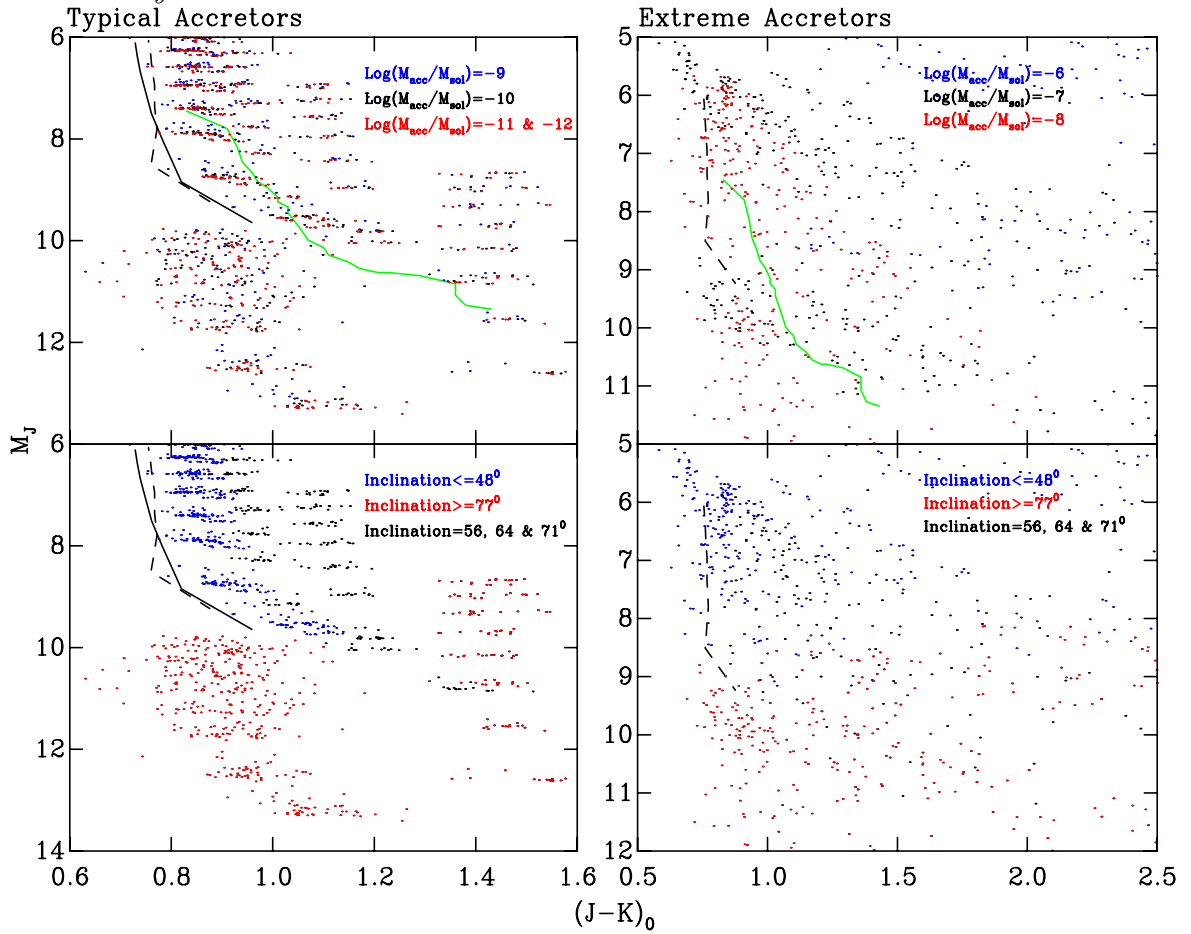 Typical Accretors
Extreme Accretors
6
8
10
12
6
8
10
12
14
Log(M_acc/M_sol)=−9
Log(M_acc/M_sol)=−10
Log(M_acc/M_sol)=−11 & −12
5
6
7
8
9
10
11
5
6
7
8
9
10
11
12
Log(Ṁ_acc/M_sol)=−6
Log(Ṁ_acc/M_sol)=−7
Log(Ṁ_acc/M_sol)=−8
M_J
Inclination<=48⁰
Inclination>=77⁰
Inclination=56, 64 & 71⁰
Inclination<=48⁰
Inclination>=77⁰
Inclination=56, 64 & 71⁰
0.6 0.8 1.0 1.2 1.4 1.6
0.5 1.0 1.5 2.0 2.5
(J−K)₀